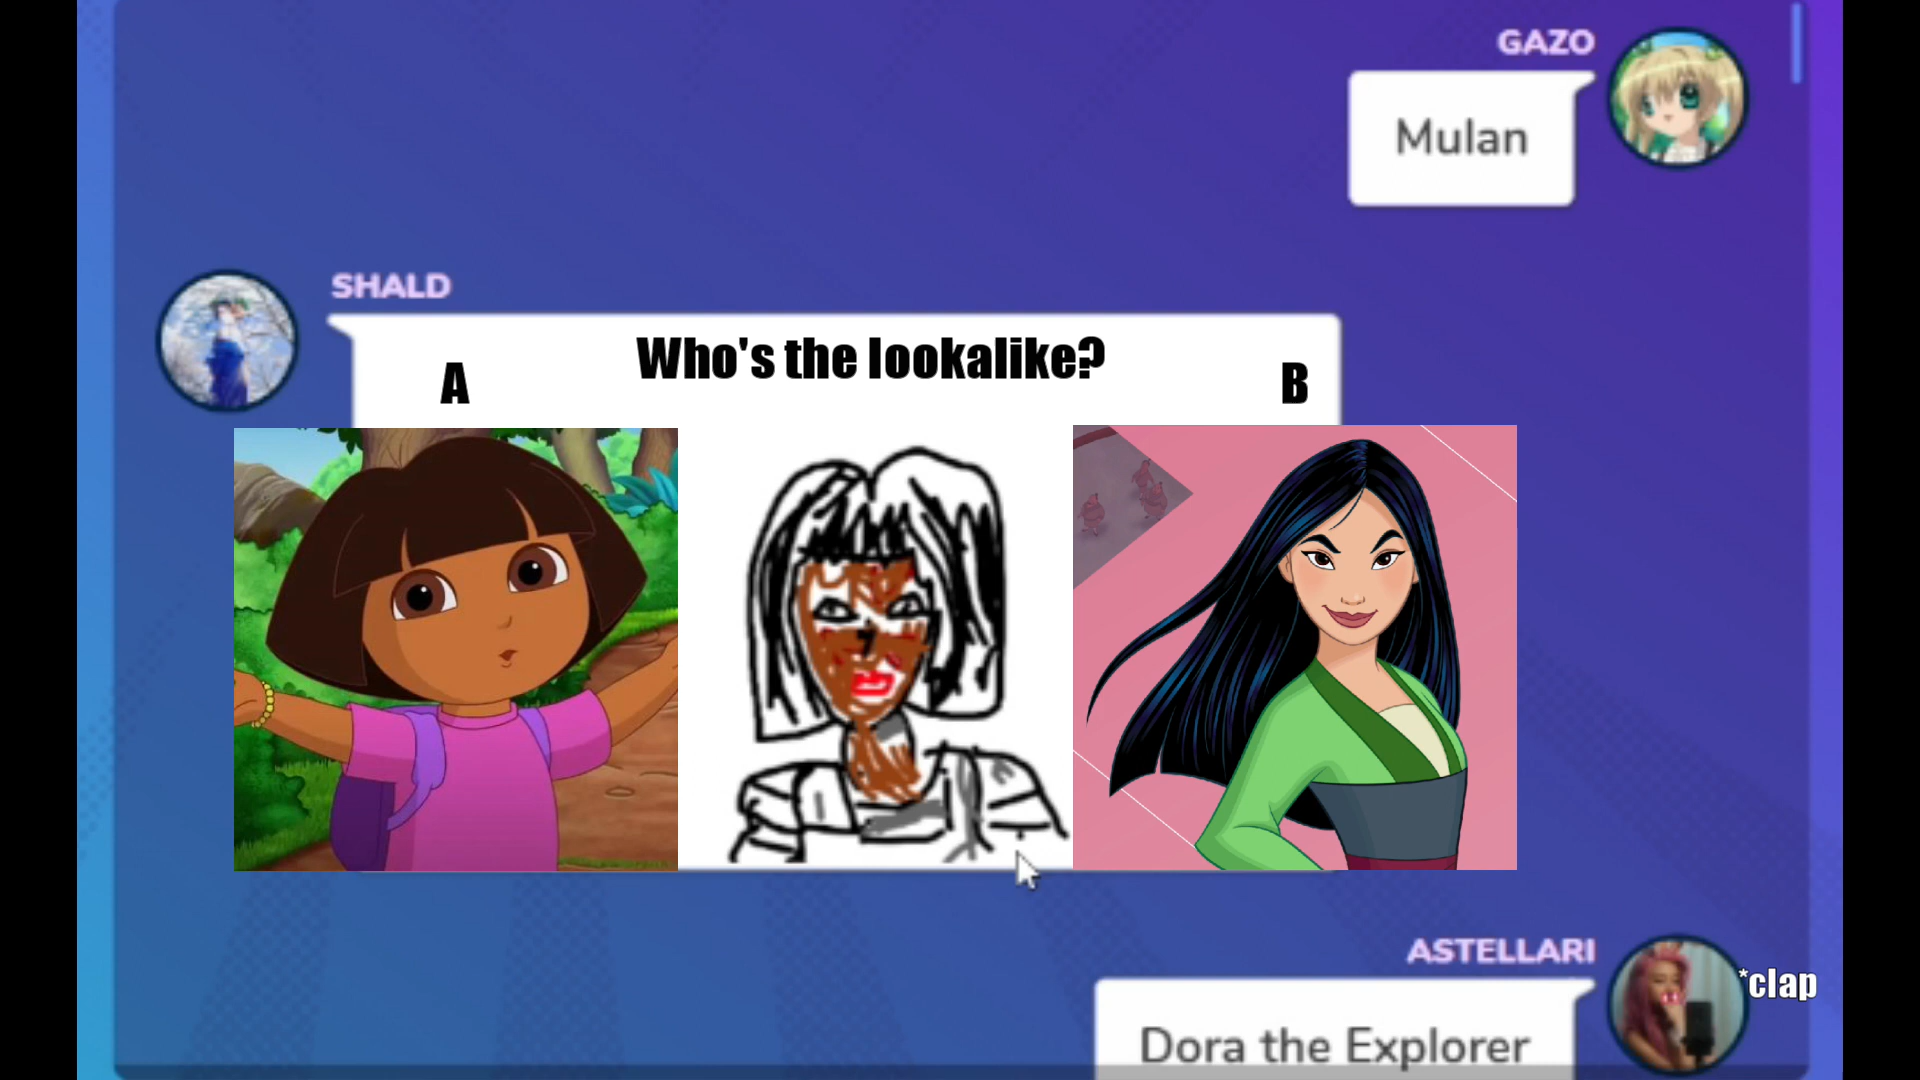 GAZO
Mulan
SHALD
Who's the lookalike?
A
B
ASTELLARI
*clap
Dora the Explorer